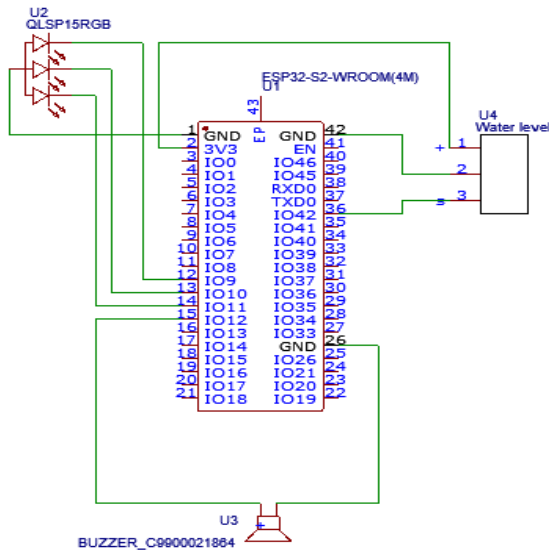 U2
QLSP15RGB
ESP32-S2-WROOM(4M)
U1
43
EP
U4
Water level
1 GND GND 42
2 3V3 EN 41
3 IO0 IO46 40
4 IO1 IO45 39
5 IO2 RXD0 38
6 IO3 TXD0 37
7 IO4 IO42 36
8 IO5 IO41 35
9 IO6 IO40 34
10 IO7 IO39 33
11 IO8 IO38 32
12 IO9 IO37 31
13 IO10 IO36 30
14 IO11 IO35 29
15 IO12 IO34 28
16 IO13 IO33 27
17 IO14 GND 26
18 IO15 IO26 25
19 IO16 IO21 24
20 IO17 IO20 23
21 IO18 IO19 22
+ 1
2
s 3
U3
+
BUZZER_C9900021864